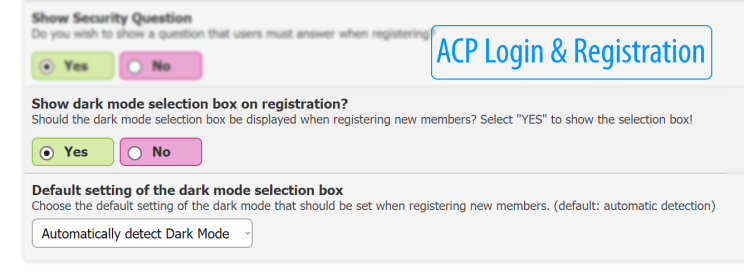 Show Security Question
Do you wish to show a question that users must answer when registering?
ACP Login & Registration
Yes
No
Show dark mode selection box on registration?
Should the dark mode selection box be displayed when registering new members? Select "YES" to show the selection box!
Yes
No
Default setting of the dark mode selection box
Choose the default setting of the dark mode that should be set when registering new members. (default: automatic detection)
Automatically detect Dark Mode